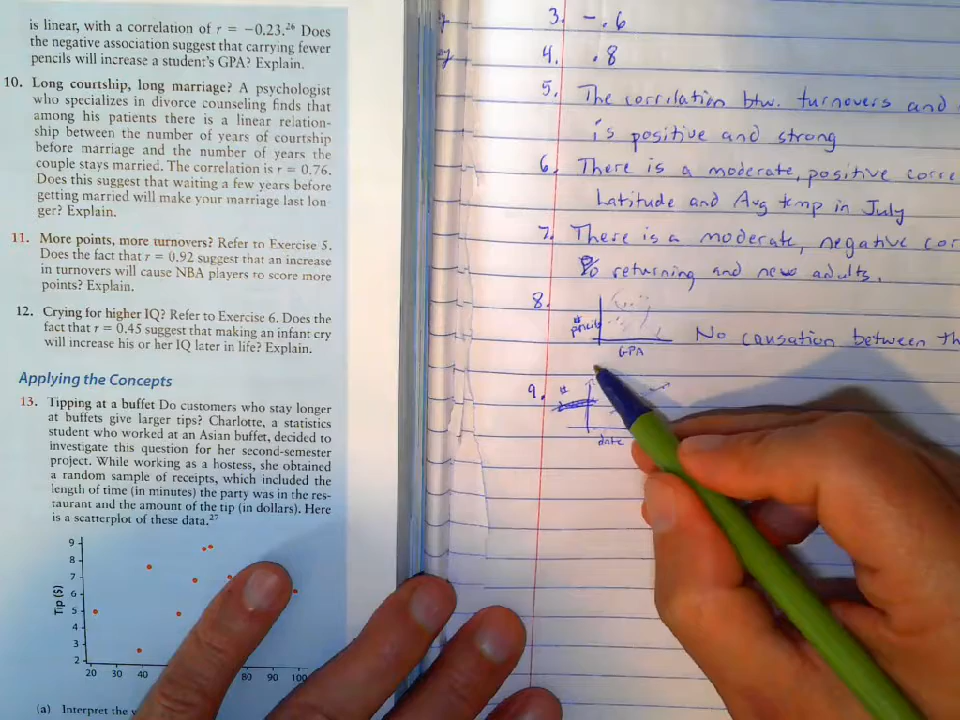 is linear, with a correlation of r = −0.23.²⁶ Does
the negative association suggest that carrying fewer
pencils will increase a student's GPA? Explain.
10. Long courtship, long marriage? A psychologist
who specializes in divorce counseling finds that
among his patients there is a linear relation-
ship between the number of years of courtship
before marriage and the number of years the
couple stays married. The correlation is r = 0.76.
Does this suggest that waiting a few years before
getting married will make your marriage last lon-
ger? Explain.
11. More points, more turnovers? Refer to Exercise 5.
Does the fact that r = 0.92 suggest that an increase
in turnovers will cause NBA players to score more
points? Explain.
12. Crying for higher IQ? Refer to Exercise 6. Does the
fact that r = 0.45 suggest that making an infant cry
will increase his or her IQ later in life? Explain.
Applying the Concepts
13. Tipping at a buffet Do customers who stay longer
at buffets give larger tips? Charlotte, a statistics
student who worked at an Asian buffet, decided to
investigate this question for her second-semester
project. While working as a hostess, she obtained
a random sample of receipts, which included the
length of time (in minutes) the party was in the res-
taurant and the amount of the tip (in dollars). Here
is a scatterplot of these data.²⁷
9
8
7
6
5
4
3
2
Tip ($)
20 30 40 80 90 100
(a) Interpret the
3. -.6
4. .8
5. The corrilation btw. turnovers and
is positive and strong
6. There is a moderate, positive corre
Latitude and Avg temp in July
7. There is a moderate, negative cor
% returning and new adults.
8.
# pncils
GPA
No causation between th
9. #
date